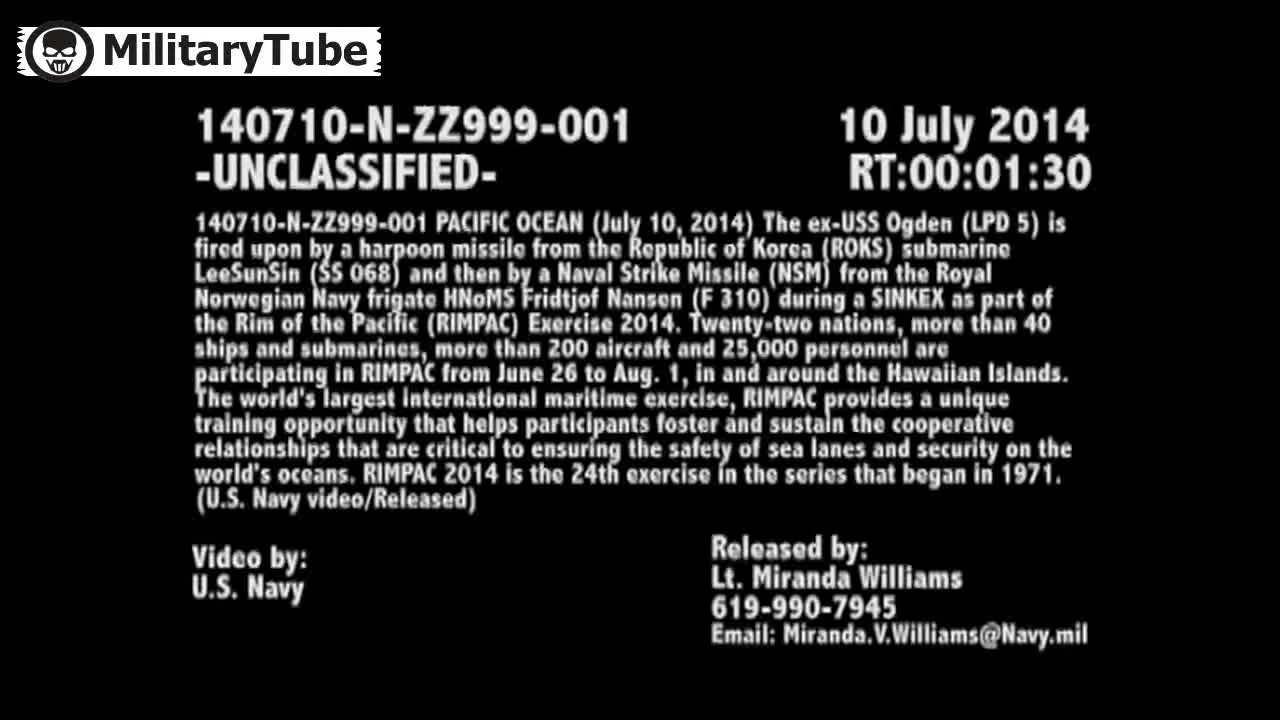 MilitaryTube
140710-N-ZZ999-001
10 July 2014
-UNCLASSIFIED-
RT:00:01:30
140710-N-ZZ999-001 PACIFIC OCEAN (July 10, 2014) The ex-USS Ogden (LPD 5) is
fired upon by a harpoon missile from the Republic of Korea (ROKS) submarine
LeeSunSin (SS 068) and then by a Naval Strike Missile (NSM) from the Royal
Norwegian Navy frigate HNoMS Fridtjof Nansen (F 310) during a SINKEX as part of
the Rim of the Pacific (RIMPAC) Exercise 2014. Twenty-two nations, more than 40
ships and submarines, more than 200 aircraft and 25,000 personnel are
participating in RIMPAC from June 26 to Aug. 1, in and around the Hawaiian Islands.
The world's largest international maritime exercise, RIMPAC provides a unique
training opportunity that helps participants foster and sustain the cooperative
relationships that are critical to ensuring the safety of sea lanes and security on the
world's oceans. RIMPAC 2014 is the 24th exercise in the series that began in 1971.
(U.S. Navy video/Released)
Video by:
U.S. Navy
Released by:
Lt. Miranda Williams
619-990-7945
Email: Miranda.V.Williams@Navy.mil